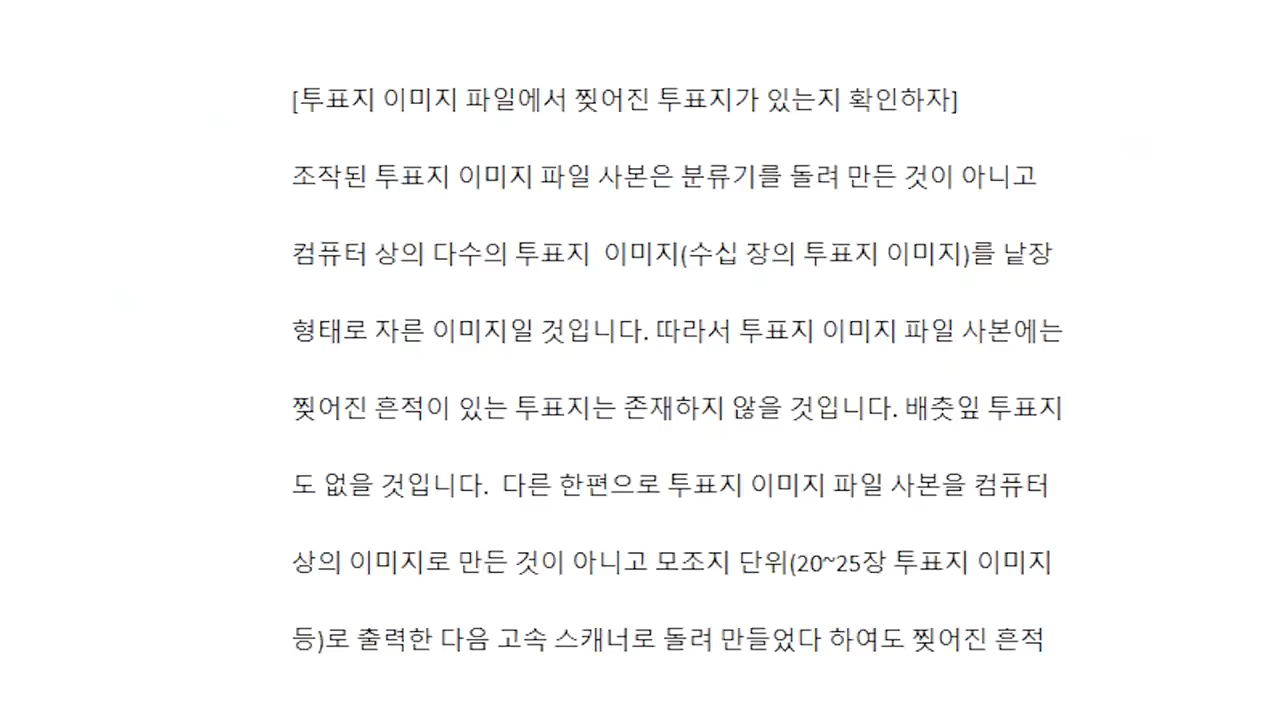 [투표지 이미지 파일에서 찢어진 투표지가 있는지 확인하자]
조작된 투표지 이미지 파일 사본은 분류기를 돌려 만든 것이 아니고
컴퓨터 상의 다수의 투표지 이미지(수십 장의 투표지 이미지)를 낱장
형태로 자른 이미지일 것입니다. 따라서 투표지 이미지 파일 사본에는
찢어진 흔적이 있는 투표지는 존재하지 않을 것입니다. 배춧잎 투표지
도 없을 것입니다. 다른 한편으로 투표지 이미지 파일 사본을 컴퓨터
상의 이미지로 만든 것이 아니고 모조지 단위(20~25장 투표지 이미지
등)로 출력한 다음 고속 스캐너로 돌려 만들었다 하여도 찢어진 흔적